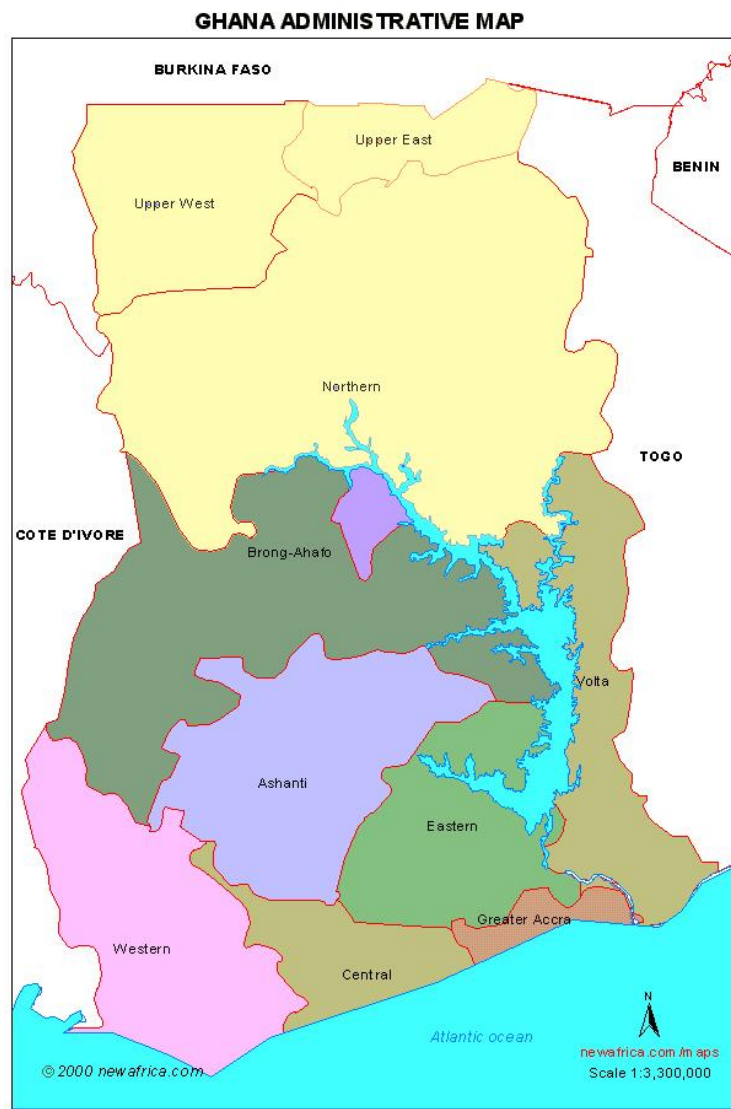 GHANA ADMINISTRATIVE MAP
BURKINA FASO
Upper East
BENIN
Upper West
Northern
TOGO
COTE D'IVORE
Brong-Ahafo
Volta
Ashanti
Eastern
Greater Accra
Western
Central
N
Atlantic ocean
newafrica.com/maps
© 2000 newafrica.com
Scale 1:3,300,000